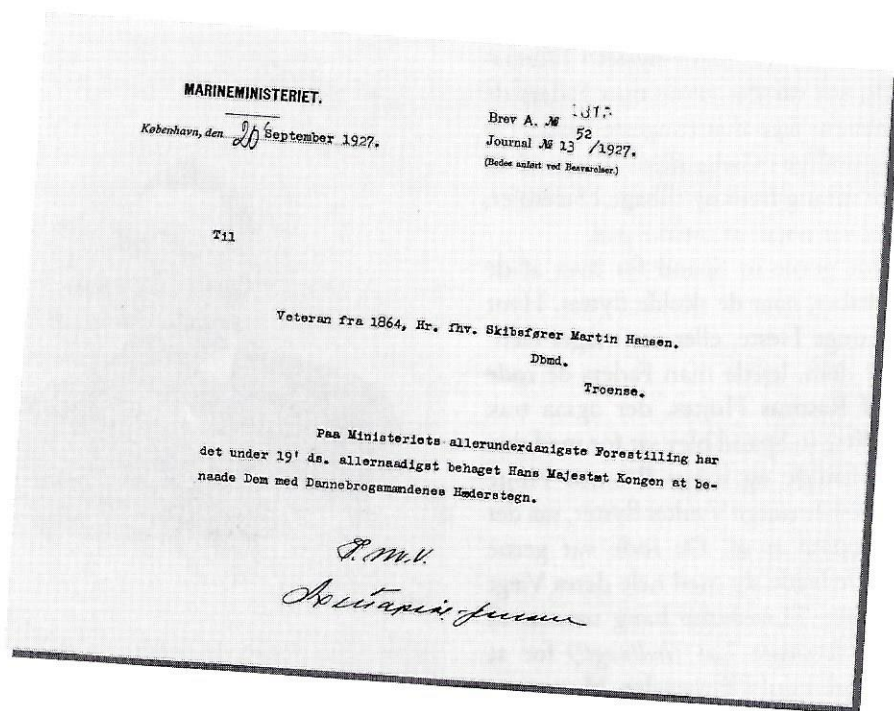 MARINEMINISTERIET.
København, den 20' September 1927.
Brev A. №
Journal № 13 52/1927.
(Bedes anført ved Besvarelser.)
Til
Veteran fra 1864, Hr. fhv. Skibsfører Martin Hansen.
Dbmd.
Troense.
Paa Ministeriets allerunderdanigste Forestilling har
det under 19' ds. allernaadigst behaget Hans Majestæt Kongen at be-
naade Dem med Dannebrogsmændenes Hæderstegn.
P.M.V.